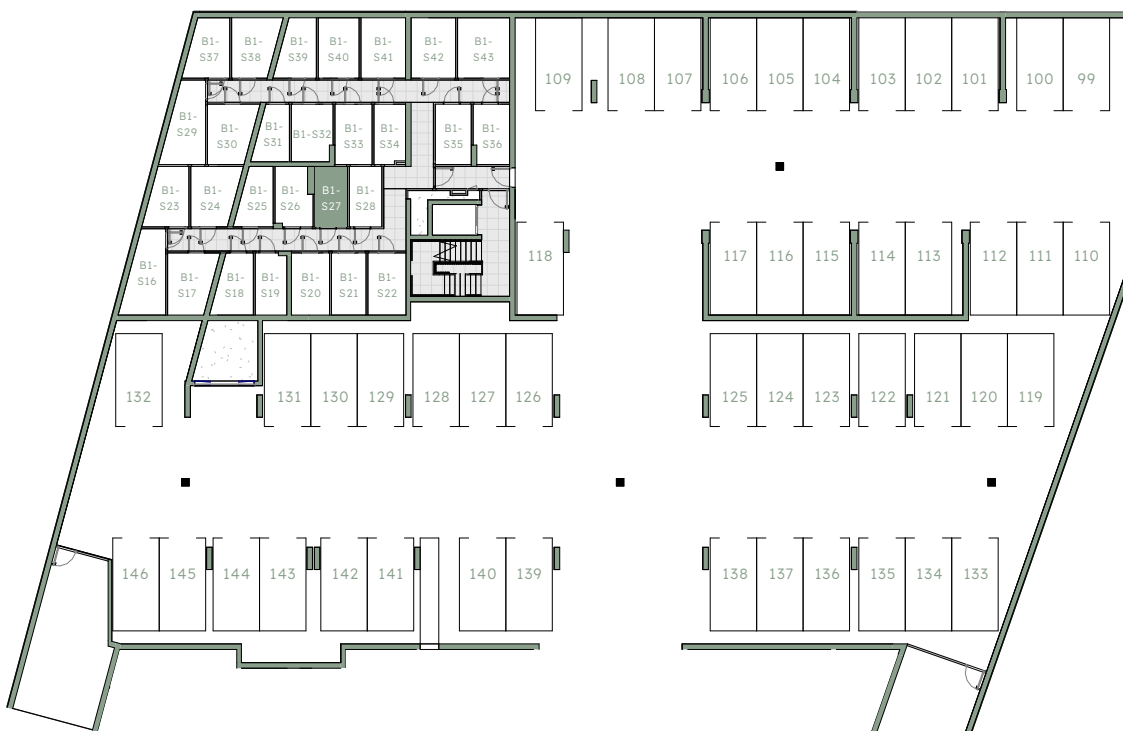 B1-
S37
B1-
S38
B1-
S39
B1-
S40
B1-
S41
B1-
S42
B1-
S43
109
108
107
106
105
104
103
102
101
100
99
B1-
S29
B1-
S30
B1-
S31
B1-S32
B1-
S33
B1-
S34
B1-
S35
B1-
S36
B1-
S23
B1-
S24
B1-
S25
B1-
S26
B1-
S27
B1-
S28
118
117
116
115
114
113
112
111
110
B1-
S16
B1-
S17
B1-
S18
B1-
S19
B1-
S20
B1-
S21
B1-
S22
132
131
130
129
128
127
126
125
124
123
122
121
120
119
146
145
144
143
142
141
140
139
138
137
136
135
134
133